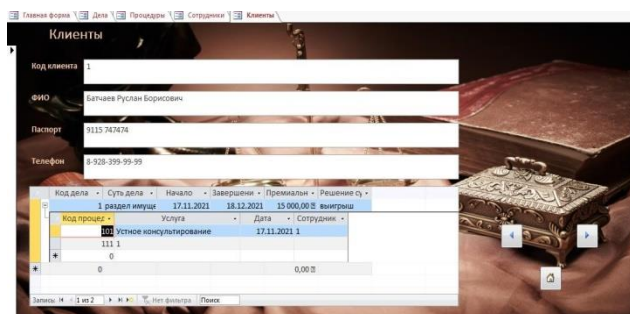 Главная форма Дела Процедуры Сотрудники Клиенты
Клиенты
Код клиента 1
ФИО Батчаев Руслан Борисович
Паспорт 9115 747474
Телефон 8-928-399-99-99
Код дела Суть дела Начало Завершени Премиальн Решение су
1 раздел имуще 17.11.2021 18.12.2021 15 000,00 выигрыш
Код процед Услуга Дата Сотрудник
101 Устное консультирование 17.11.2021 1
111 1
0
0 0,00
Записи 1 из 2 Нет фильтра Поиск